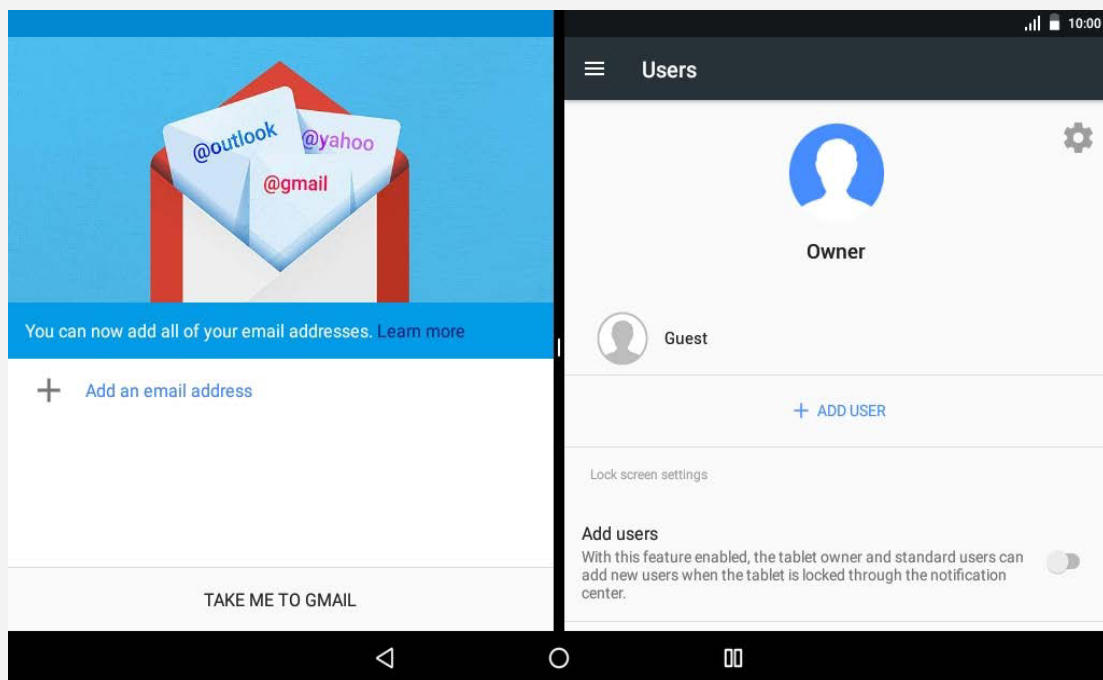 @outlook
@yahoo
@gmail
You can now add all of your email addresses. Learn more
Add an email address
TAKE ME TO GMAIL
10:00
Users
Owner
Guest
+ ADD USER
Lock screen settings
Add users
With this feature enabled, the tablet owner and standard users can
add new users when the tablet is locked through the notification
center.